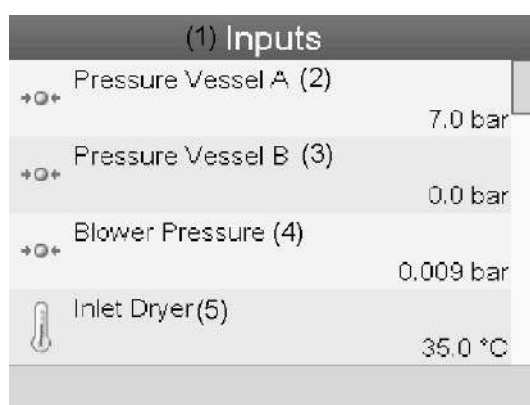 (1) Inputs
Pressure Vessel A (2)
7.0 bar
Pressure Vessel B (3)
0.0 bar
Blower Pressure (4)
0.009 bar
Inlet Dryer(5)
35.0 °C